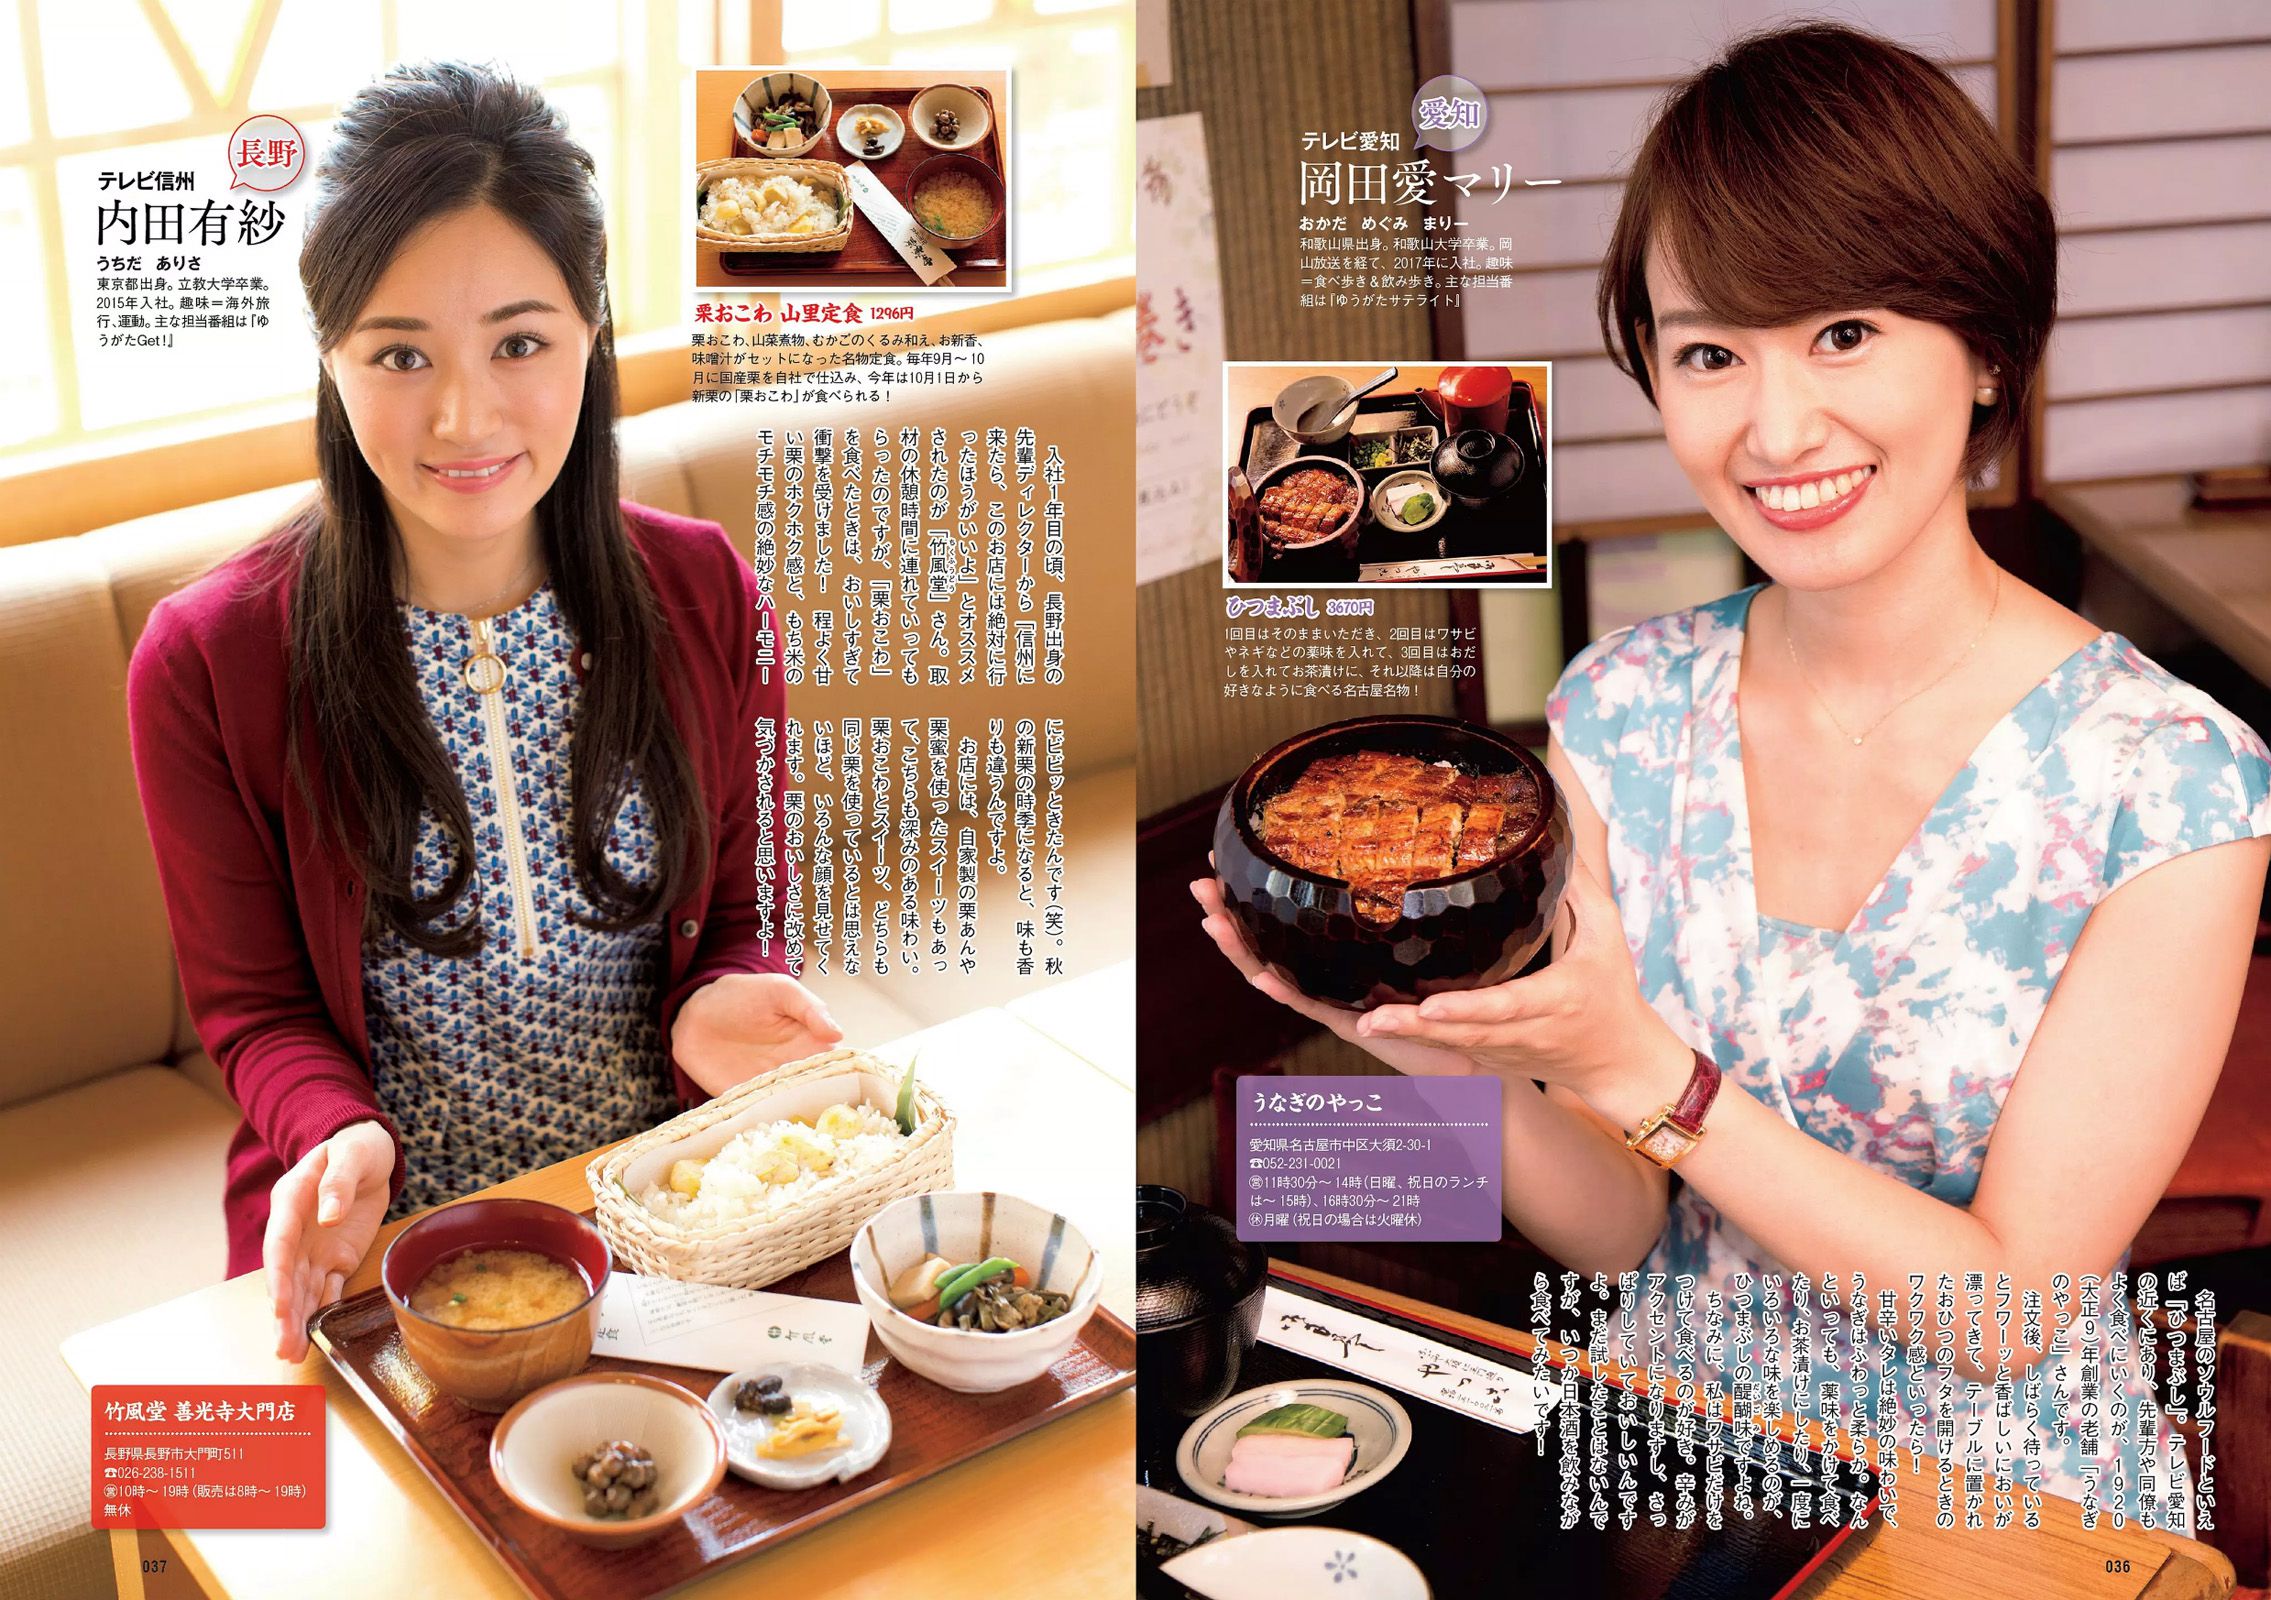 愛知
テレビ愛知
岡田愛マリー
おかだ　めぐみ　まりー
和歌山県出身。和歌山大学卒業。岡
山放送を経て、2017年に入社。趣味
＝食べ歩き＆飲み歩き。主な担当番
組は『ゆうがたサテライト』
ひつまぶし 3670円
1回目はそのままいただき、2回目はワサビ
やネギなどの薬味を入れて、3回目はおだ
しを入れてお茶漬けに、それ以降は自分の
好きなように食べる名古屋名物！
うなぎのやっこ
愛知県名古屋市中区大須2-30-1
☎052-231-0021
㊡11時30分〜14時（日曜、祝日のランチ
は〜15時）、16時30分〜21時
㊡月曜（祝日の場合は火曜休）
名古屋のソウルフードといえ
ば『ひつまぶし』。テレビ愛知
の近くにあり、先輩方や同僚も
よく食べにいくのが、1920
（大正9）年創業の老舗「うなぎ
のやっこ」さんです。
注文後、しばらく待っている
とフワーッと香ばしいにおいが
漂ってきて、テーブルに置かれ
たおひつのフタを開けるときの
ワクワク感といったら！
甘辛いタレは絶妙の味わいで、
うなぎはふわっと柔らか。なん
といっても、薬味をかけて食べ
たり、お茶漬けにしたり、一度に
いろいろな味を楽しめるのが、
ひつまぶしの醍醐味ですよね。
ちなみに、私はワサビだけを
つけて食べるのが好き。辛みが
アクセントになりますし、さっ
ぱりしていておいしいんです
よ。まだ試したことはないんで
すが、いつか日本酒を飲みなが
ら食べてみたいです！
036
長野
テレビ信州
内田有紗
うちだ　ありさ
東京都出身。立教大学卒業。
2015年入社。趣味＝海外旅
行、運動。主な担当番組は『ゆ
うがたGet！』
栗おこわ 山里定食 1296円
栗おこわ、山菜煮物、むかごのくるみ和え、お新香、
味噌汁がセットになった名物定食。毎年9月〜10
月に国産栗を自社で仕込み、今年は10月1日から
新栗の「栗おこわ」が食べられる！
入社1年目の頃、長野出身の
先輩ディレクターから「信州に
来たら、このお店には絶対に行
ったほうがいいよ」とオススメ
されたのが「竹風堂」さん。取
材の休憩時間に連れていっても
らったのですが、「栗おこわ」
を食べたときは、おいしすぎて
衝撃を受けました！　程よく甘
い栗のホクホク感と、もち米の
モチモチ感の絶妙なハーモニー
にビビッときたんです（笑）。秋
の新栗の時季になると、味も香
りも違うんですよ。
お店には、自家製の栗あんや
栗蜜を使ったスイーツもあっ
て、こちらも深みのある味わい。
栗おこわとスイーツ、どちらも
同じ栗を使っているとは思えな
いほど、いろんな顔を見せてく
れます。栗のおいしさに改めて
気づかされると思いますよ！
竹風堂 善光寺大門店
長野県長野市大門町511
☎026-238-1511
㊡10時〜19時（販売は8時〜19時）
無休
竹風堂
037